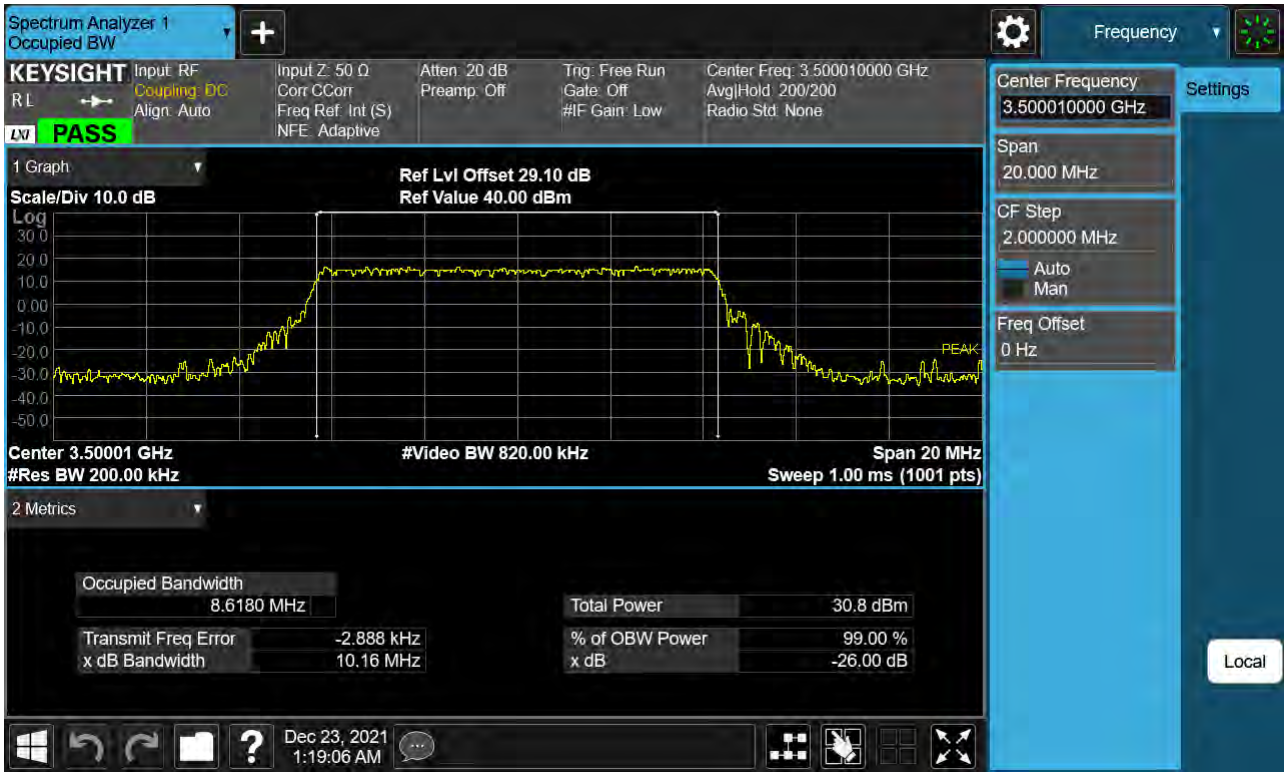 Spectrum Analyzer 1
Occupied BW
+
Frequency
KEYSIGHT
RL
LXI
PASS
Input: RF
Coupling: DC
Align: Auto
Input Z: 50 Ω
Corr CCorr
Freq Ref: Int (S)
NFE: Adaptive
Atten: 20 dB
Preamp: Off
Trig: Free Run
Gate: Off
#IF Gain: Low
Center Freq: 3.500010000 GHz
Avg|Hold: 200/200
Radio Std: None
Center Frequency
3.500010000 GHz
Settings
Span
20.000 MHz
CF Step
2.000000 MHz
Auto
Man
Freq Offset
0 Hz
Local
1 Graph
Scale/Div 10.0 dB
Ref Lvl Offset 29.10 dB
Ref Value 40.00 dBm
Log
30.0
20.0
10.0
0.00
-10.0
-20.0
-30.0
-40.0
-50.0
PEAK
Center 3.50001 GHz
#Video BW 820.00 kHz
Span 20 MHz
#Res BW 200.00 kHz
Sweep 1.00 ms (1001 pts)
2 Metrics
Occupied Bandwidth
8.6180 MHz
Total Power 30.8 dBm
Transmit Freq Error -2.888 kHz
% of OBW Power 99.00 %
x dB Bandwidth 10.16 MHz
x dB -26.00 dB
?
Dec 23, 2021
1:19:06 AM